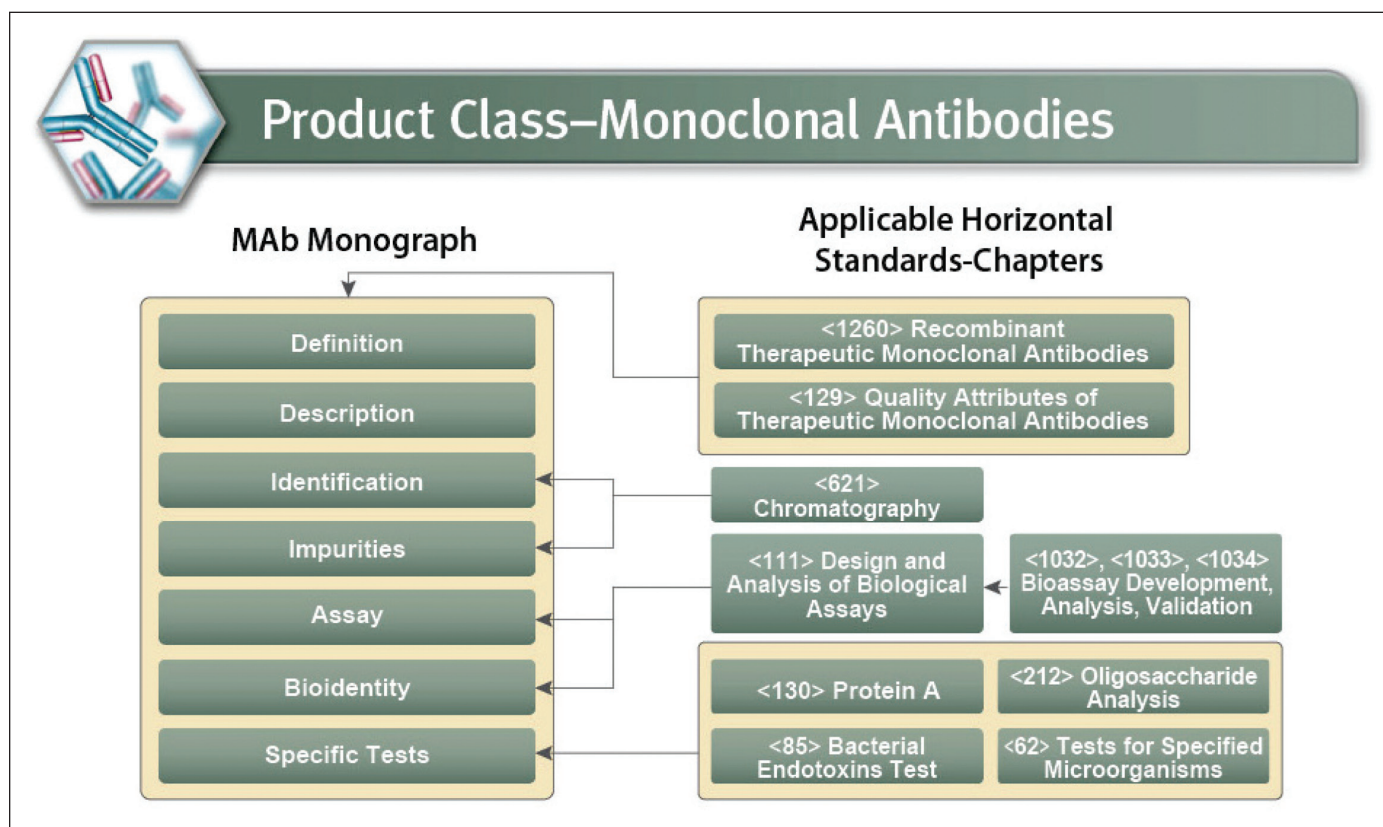 Product Class–Monoclonal Antibodies
MAb Monograph
Definition
Description
Identification
Impurities
Assay
Bioidentity
Specific Tests
Applicable Horizontal
Standards-Chapters
<1260> Recombinant
Therapeutic Monoclonal Antibodies
<129> Quality Attributes of
Therapeutic Monoclonal Antibodies
<621>
Chromatography
<111> Design and
Analysis of Biological
Assays
<1032>, <1033>, <1034>
Bioassay Development,
Analysis, Validation
<130> Protein A
<212> Oligosaccharide
Analysis
<85> Bacterial
Endotoxins Test
<62> Tests for Specified
Microorganisms